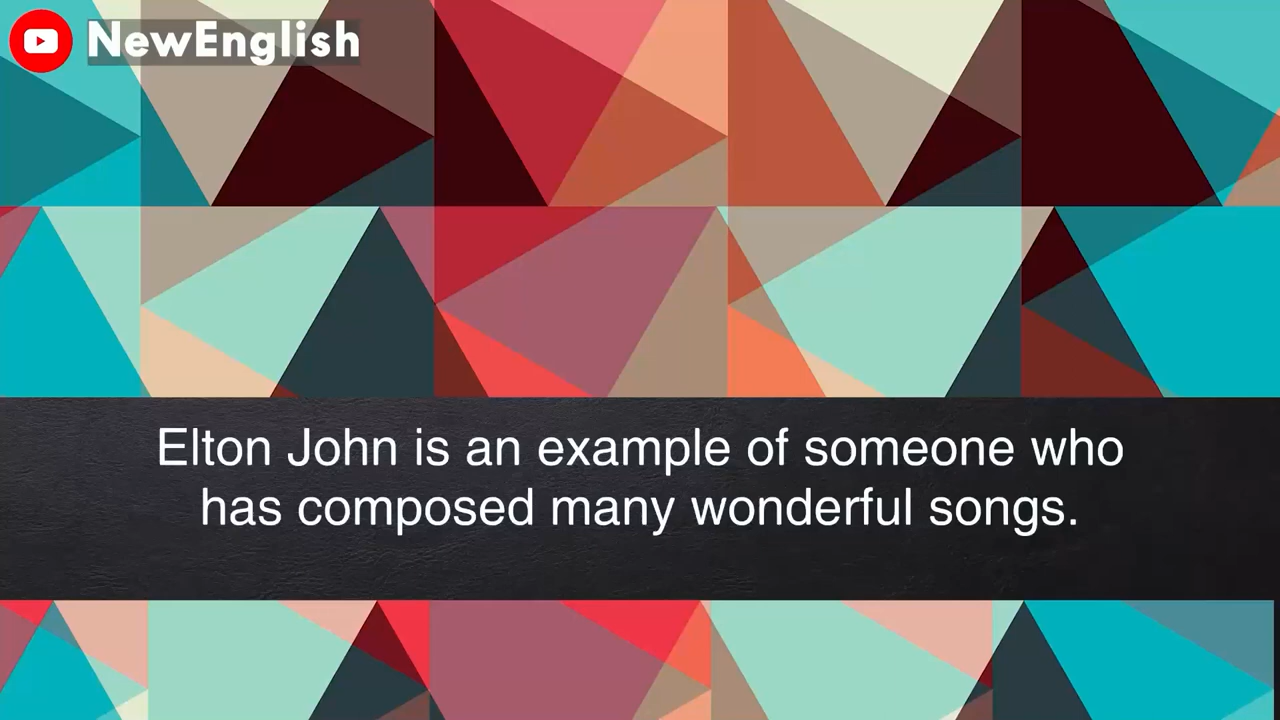 NewEnglish
Elton John is an example of someone who
has composed many wonderful songs.